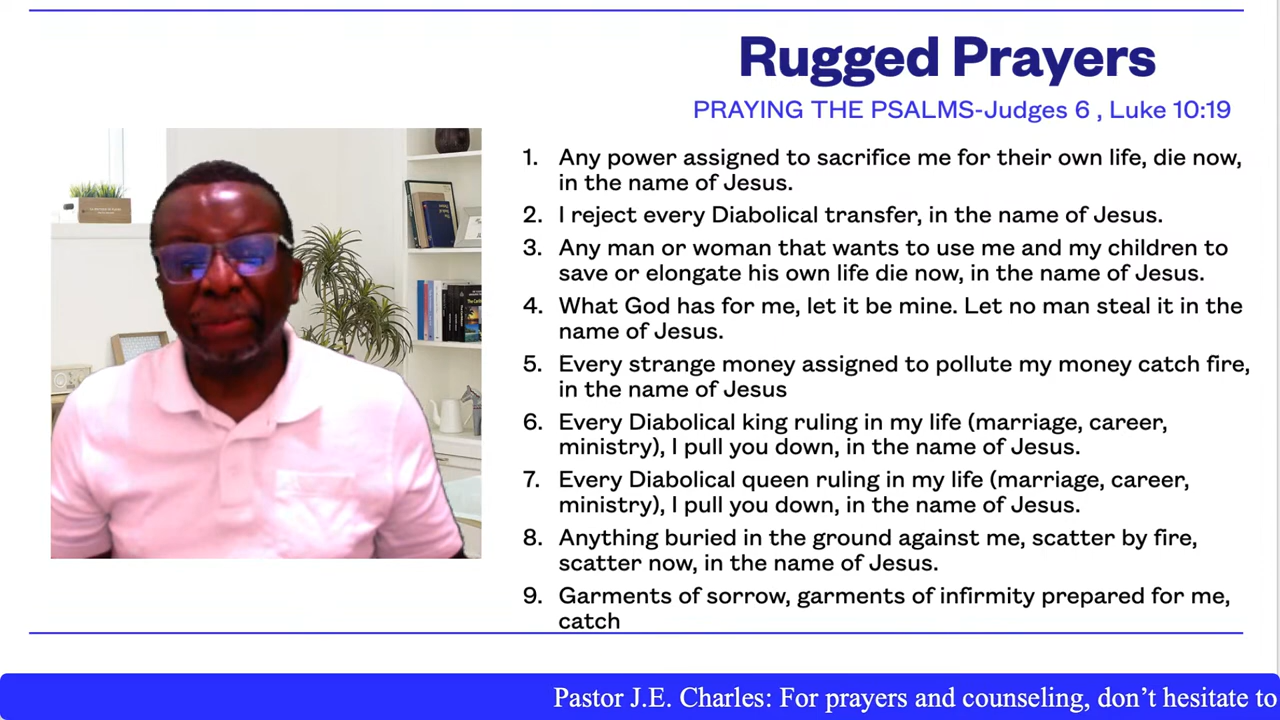 Rugged Prayers
PRAYING THE PSALMS-Judges 6 , Luke 10:19
1. Any power assigned to sacrifice me for their own life, die now,
in the name of Jesus.
2. I reject every Diabolical transfer, in the name of Jesus.
3. Any man or woman that wants to use me and my children to
save or elongate his own life die now, in the name of Jesus.
4. What God has for me, let it be mine. Let no man steal it in the
name of Jesus.
5. Every strange money assigned to pollute my money catch fire,
in the name of Jesus
6. Every Diabolical king ruling in my life (marriage, career,
ministry), I pull you down, in the name of Jesus.
7. Every Diabolical queen ruling in my life (marriage, career,
ministry), I pull you down, in the name of Jesus.
8. Anything buried in the ground against me, scatter by fire,
scatter now, in the name of Jesus.
9. Garments of sorrow, garments of infirmity prepared for me,
catch
Pastor J.E. Charles: For prayers and counseling, don’t hesitate to